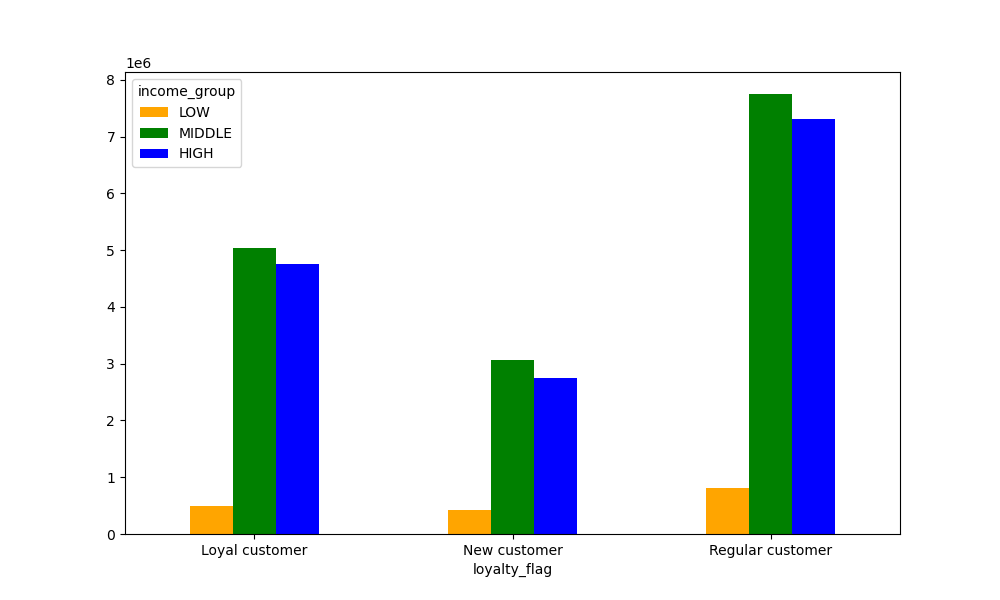 1e6
8
7
6
5
4
3
2
1
0
income_group
LOW
MIDDLE
HIGH
Loyal customer
New customer
Regular customer
loyalty_flag